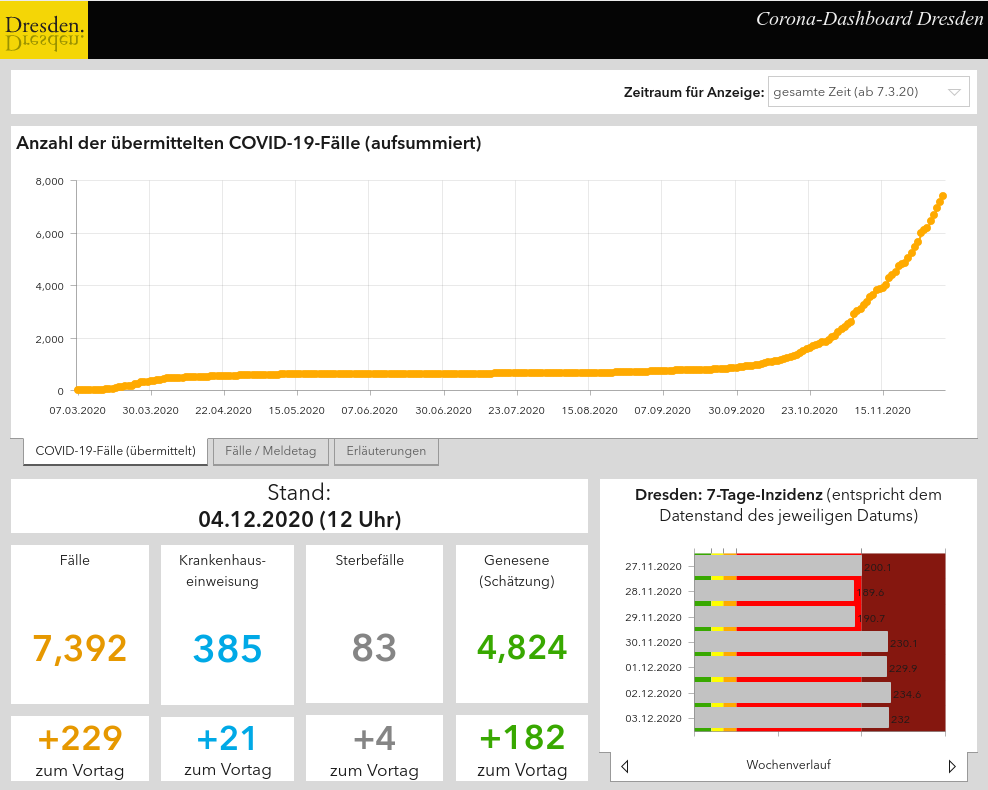 Dresden.
Dresden.
Corona-Dashboard Dresden
Zeitraum für Anzeige: gesamte Zeit (ab 7.3.20)
Anzahl der übermittelten COVID-19-Fälle (aufsummiert)
8,000
6,000
4,000
2,000
0
07.03.2020 30.03.2020 22.04.2020 15.05.2020 07.06.2020 30.06.2020 23.07.2020 15.08.2020 07.09.2020 30.09.2020 23.10.2020 15.11.2020
COVID-19-Fälle (übermittelt) Fälle / Meldetag Erläuterungen
Stand:
04.12.2020 (12 Uhr)
Fälle
7,392
+229
zum Vortag
Krankenhaus-
einweisung
385
+21
zum Vortag
Sterbefälle
83
+4
zum Vortag
Genesene
(Schätzung)
4,824
+182
zum Vortag
Dresden: 7-Tage-Inzidenz (entspricht dem
Datenstand des jeweiligen Datums)
27.11.2020 200.1
28.11.2020 189.6
29.11.2020 190.7
30.11.2020 230.1
01.12.2020 229.9
02.12.2020 234.6
03.12.2020 232
Wochenverlauf